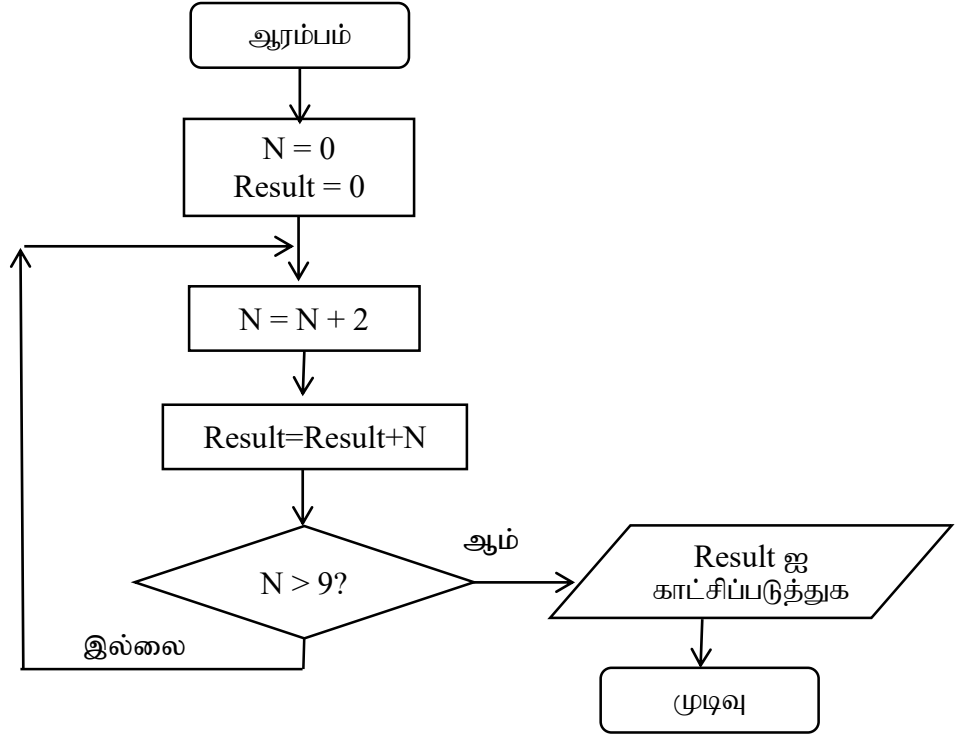 ஆரம்பம்
N = 0
Result = 0
N = N + 2
Result=Result+N
N > 9?
ஆம்
Result ஐ
காட்சிப்படுத்துக
இல்லை
முடிவு